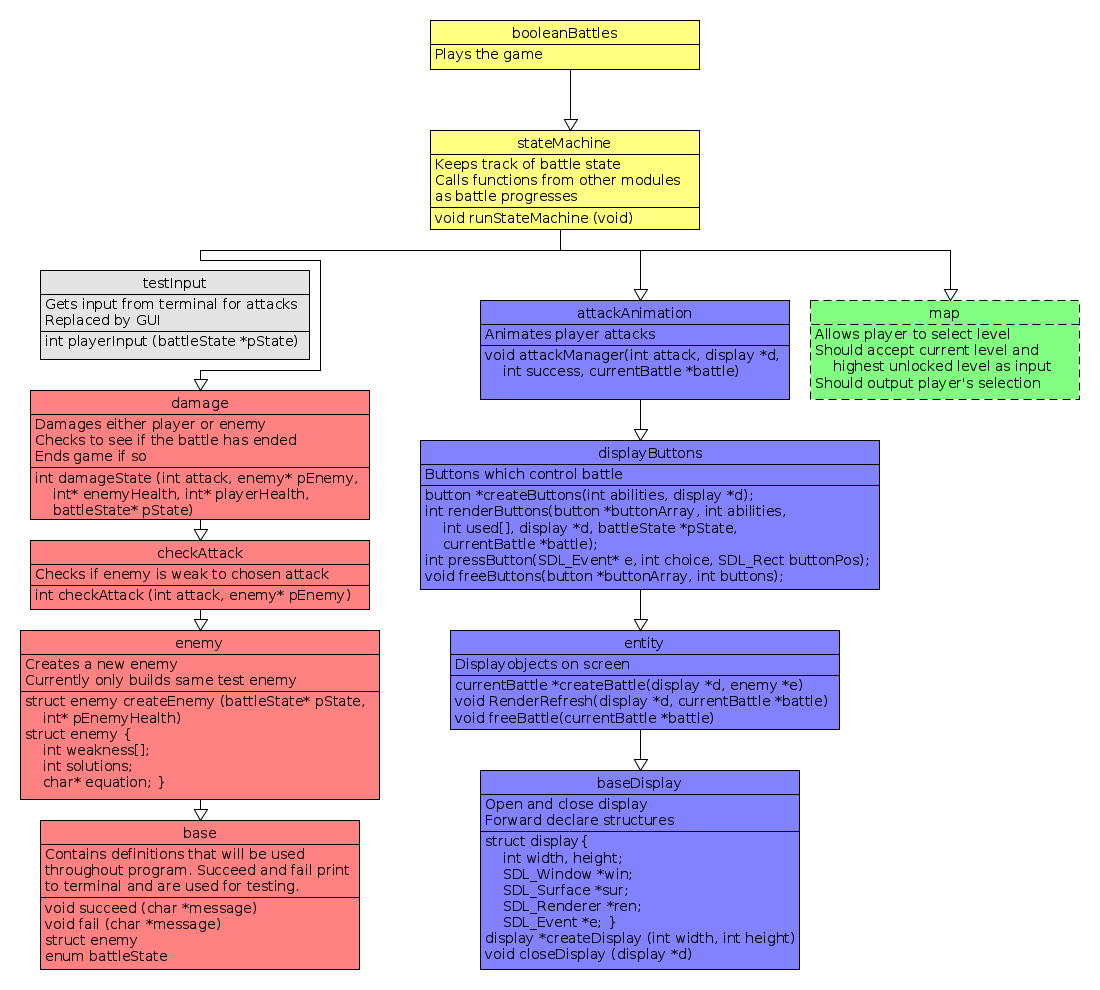 booleanBattles
Plays the game
stateMachine
Keeps track of battle state
Calls functions from other modules
as battle progresses
void runStateMachine (void)
testInput
Gets input from terminal for attacks
Replaced by GUI
int playerInput (battleState *pState)
damage
Damages either player or enemy
Checks to see if the battle has ended
Ends game if so
int damageState (int attack, enemy* pEnemy,
int* enemyHealth, int* playerHealth,
battleState* pState)
checkAttack
Checks if enemy is weak to chosen attack
int checkAttack (int attack, enemy* pEnemy)
enemy
Creates a new enemy
Currently only builds same test enemy
struct enemy createEnemy (battleState* pState,
int* pEnemyHealth)
struct enemy {
int weakness[];
int solutions;
char* equation; }
base
Contains definitions that will be used
throughout program. Succeed and fail print
to terminal and are used for testing.
void succeed (char *message)
void fail (char *message)
struct enemy
enum battleState
attackAnimation
Animates player attacks
void attackManager(int attack, display *d,
int success, currentBattle *battle)
displayButtons
Buttons which control battle
button *createButtons(int abilities, display *d);
int renderButtons(button *buttonArray, int abilities,
int used[], display *d, battleState *pState,
currentBattle *battle);
int pressButton(SDL_Event* e, int choice, SDL_Rect buttonPos);
void freeButtons(button *buttonArray, int buttons);
entity
Displayobjects on screen
currentBattle *createBattle(display *d, enemy *e)
void RenderRefresh(display *d, currentBattle *battle)
void freeBattle(currentBattle *battle)
baseDisplay
Open and close display
Forward declare structures
struct display{
int width, height;
SDL_Window *win;
SDL_Surface *sur;
SDL_Renderer *ren;
SDL_Event *e; }
display *createDisplay (int width, int height)
void closeDisplay (display *d)
map
Allows player to select level
Should accept current level and
highest unlocked level as input
Should output player's selection